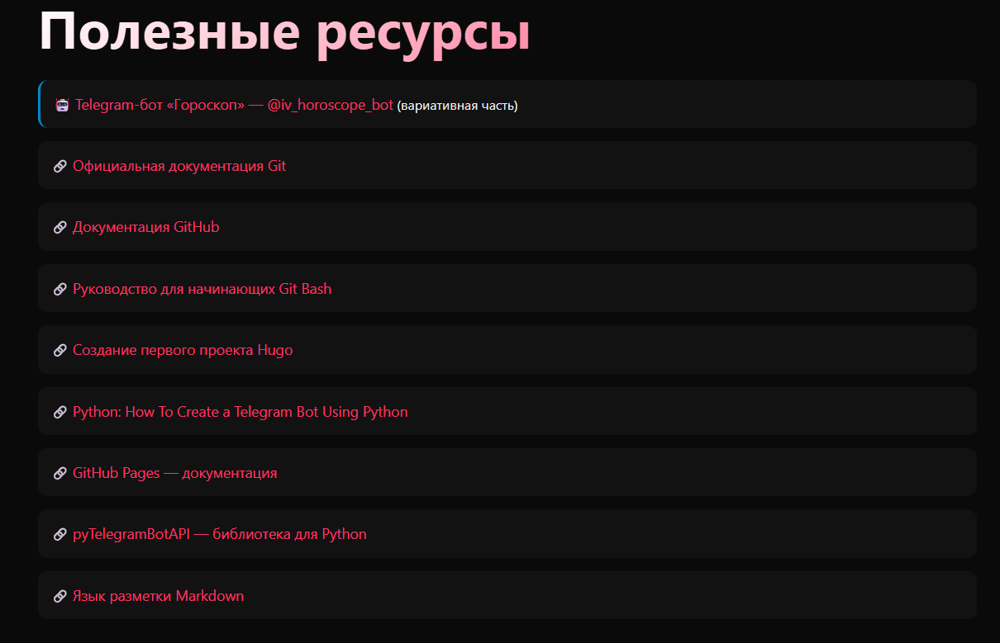 Полезные ресурсы
🤖 Telegram-бот «Гороскоп» — @iv_horoscope_bot (вариативная часть)
🔗 Официальная документация Git
🔗 Документация GitHub
🔗 Руководство для начинающих Git Bash
🔗 Создание первого проекта Hugo
🔗 Python: How To Create a Telegram Bot Using Python
🔗 GitHub Pages — документация
🔗 pyTelegramBotAPI — библиотека для Python
🔗 Язык разметки Markdown